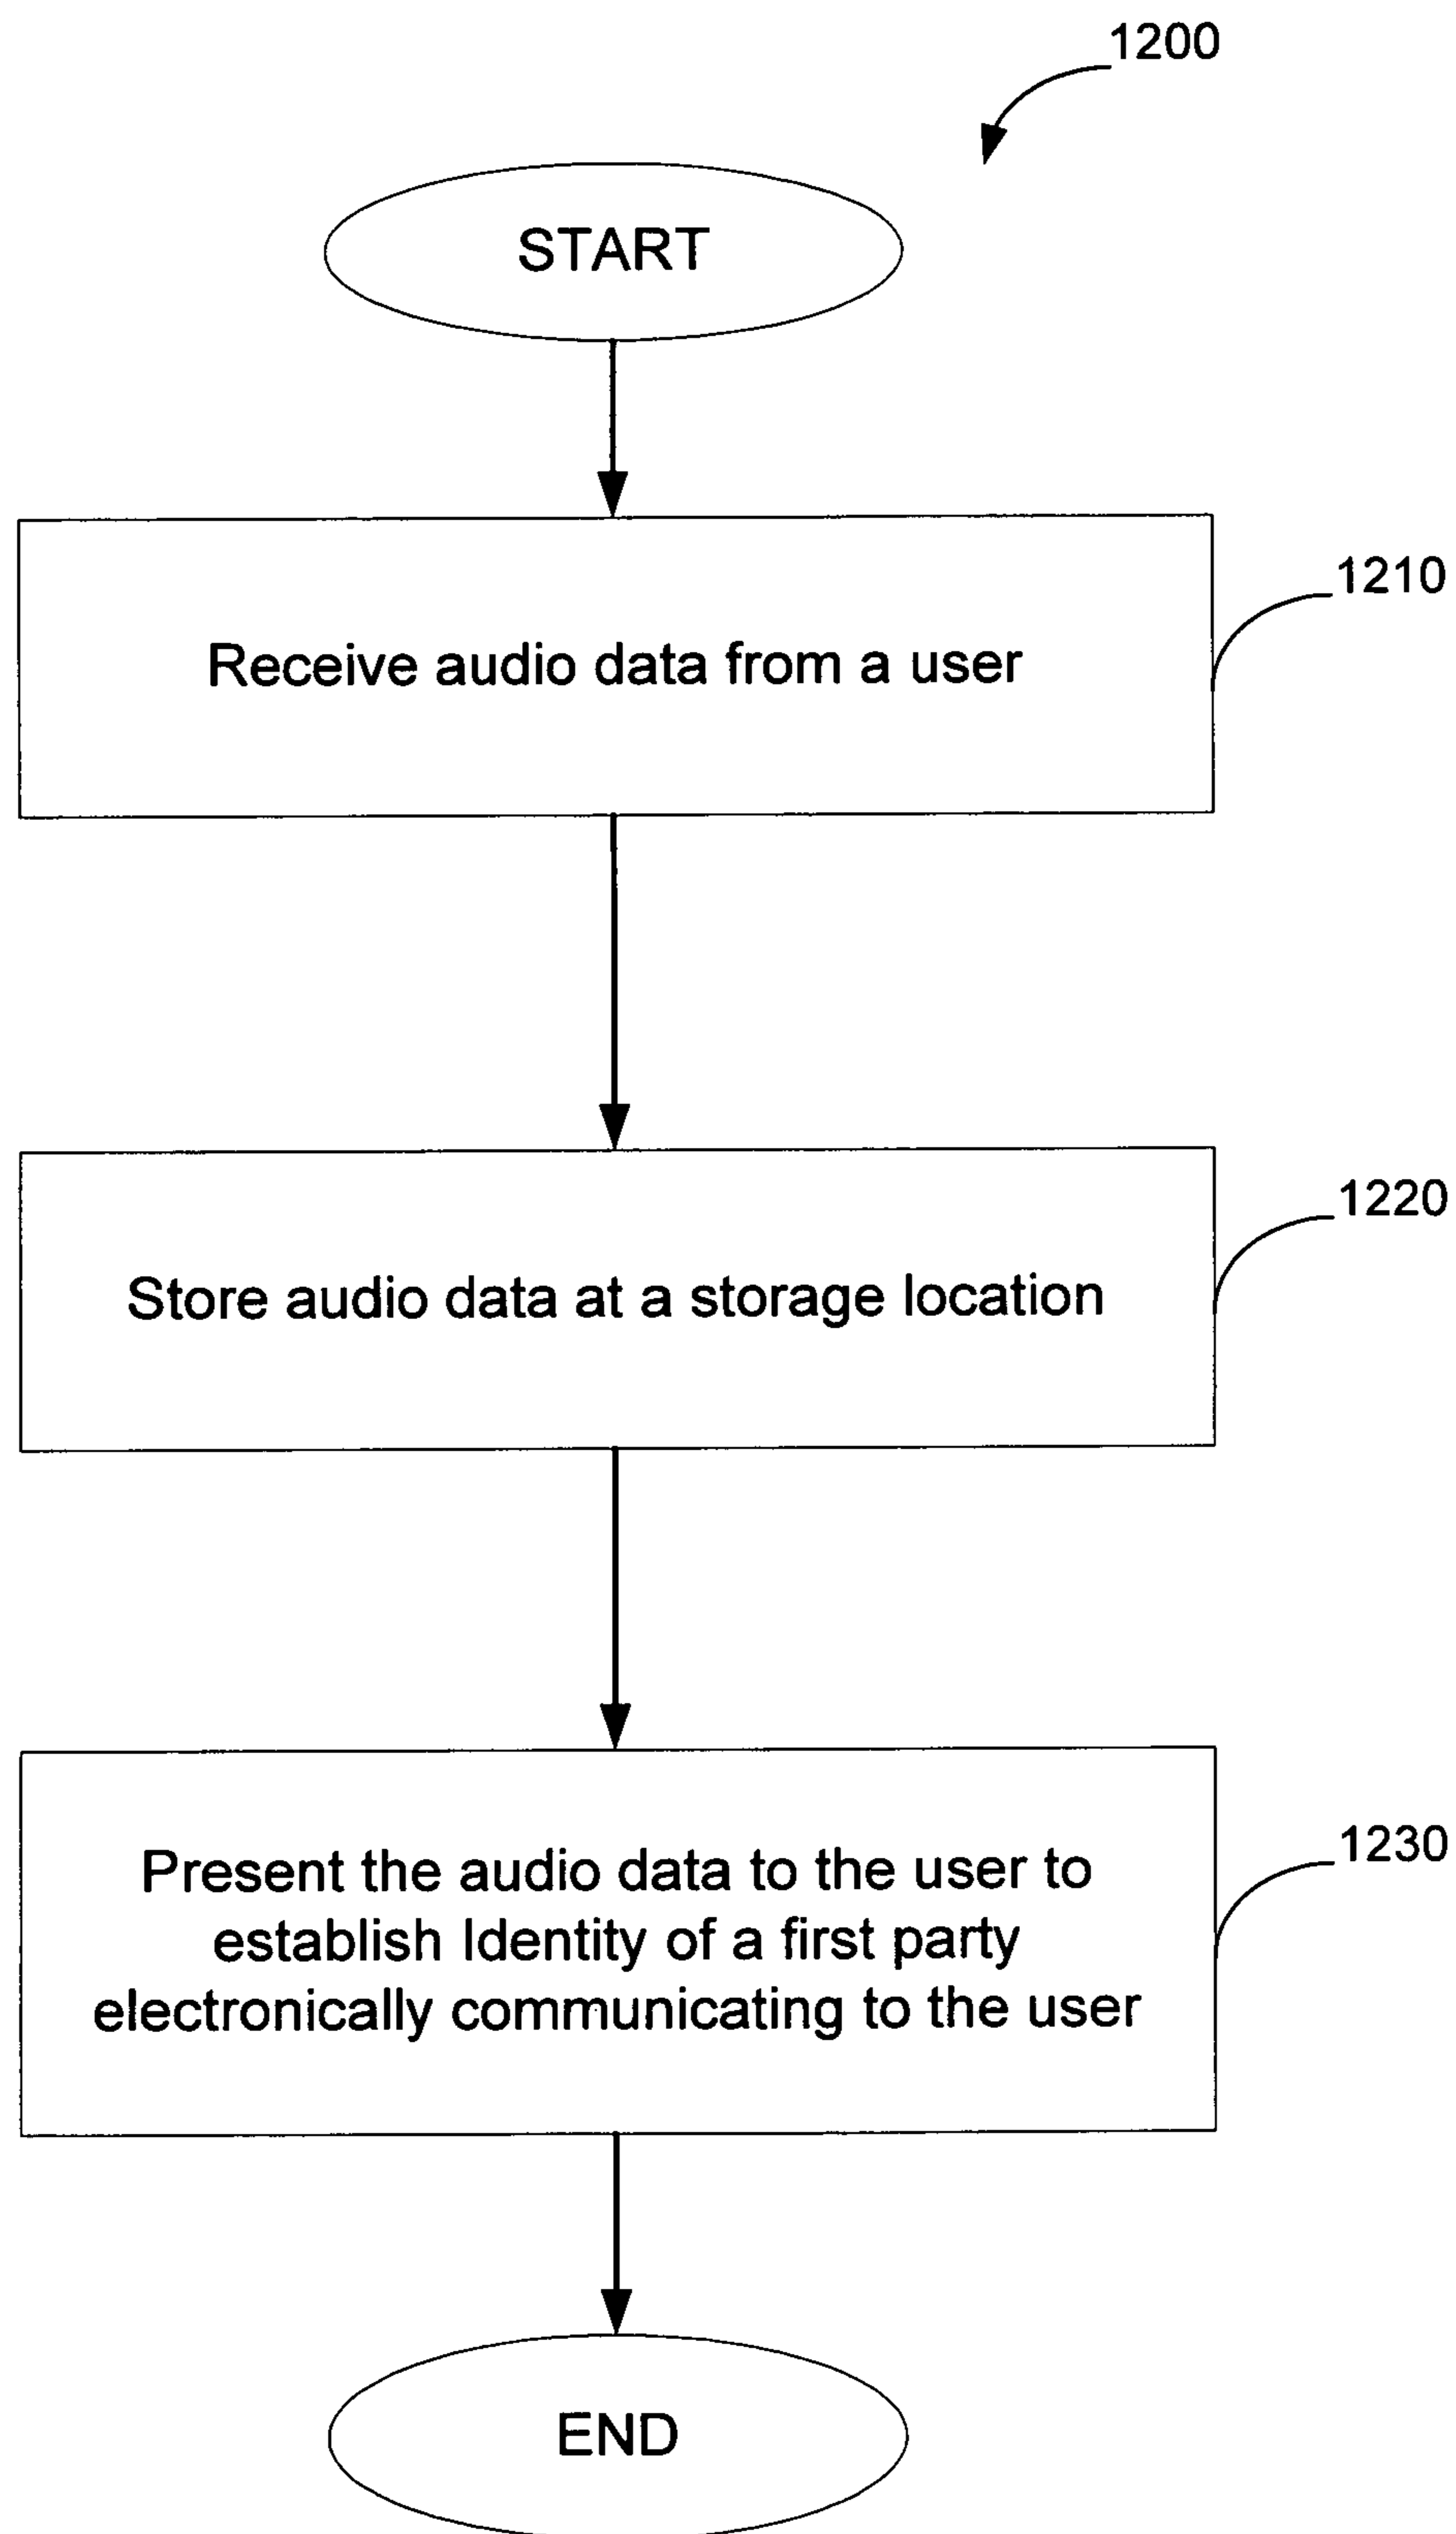 1200
START
Receive audio data from a user
1210
Store audio data at a storage location
1220
Present the audio data to the user to
establish Identity of a first party
electronically communicating to the user
1230
END